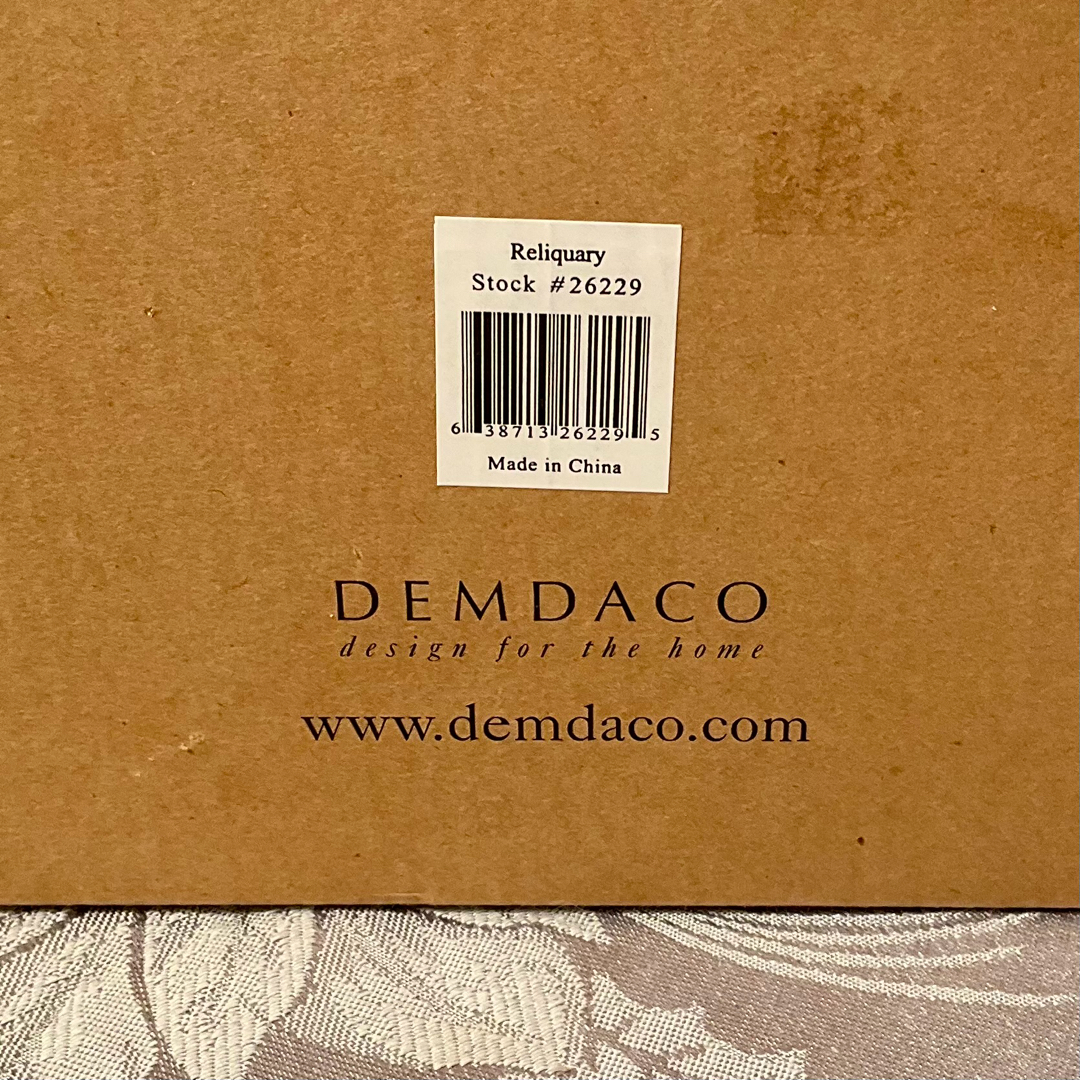 Reliquary
Stock #26229
6 38713 26229 5
Made in China
DEMDACO
design for the home
www.demdaco.com